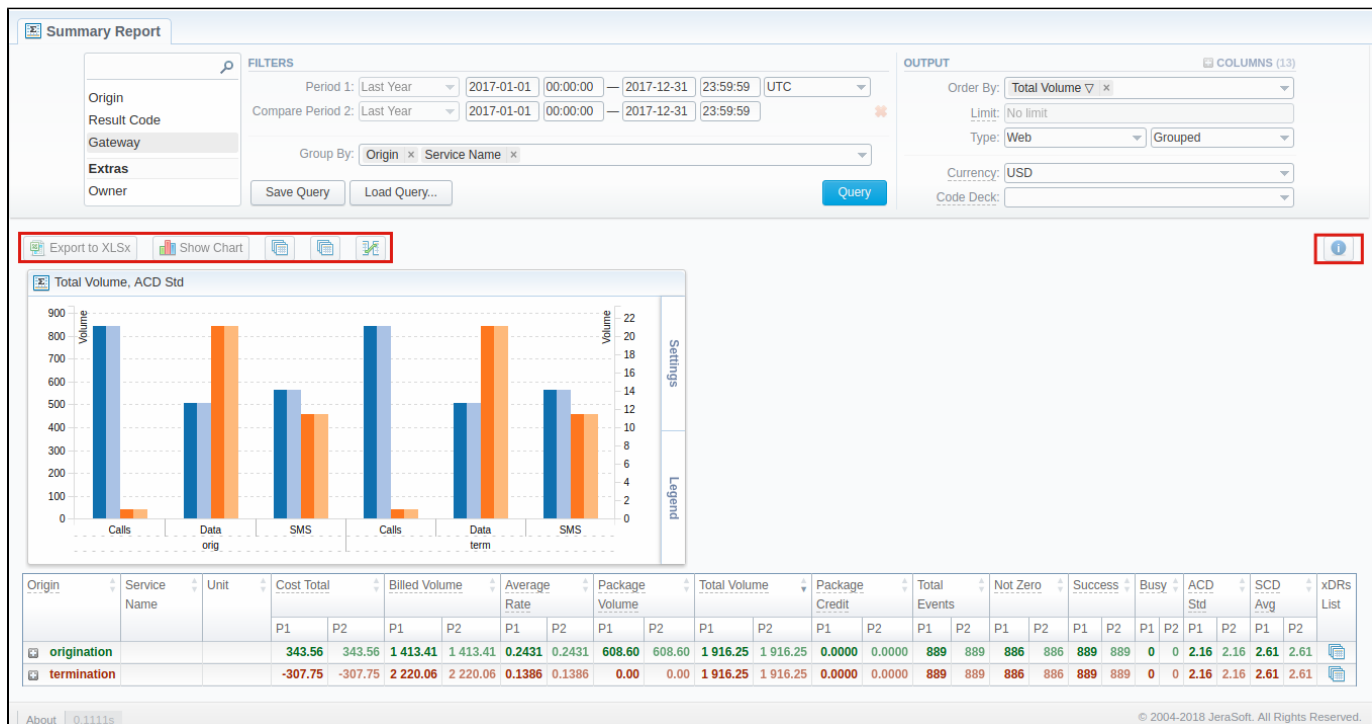 Summary Report
Origin
Result Code
Gateway
Extras
Owner
FILTERS
Period 1: Last Year 2017-01-01 00:00:00 — 2017-12-31 23:59:59 UTC
Compare Period 2: Last Year 2017-01-01 00:00:00 — 2017-12-31 23:59:59
Group By: Origin × Service Name ×
Save Query Load Query... Query
OUTPUT COLUMNS (13)
Order By: Total Volume ▽ ×
Limit: No limit
Type: Web Grouped
Currency: USD
Code Deck:
Export to XLSx Show Chart
Total Volume, ACD Std
900
800
700
600
500
400
300
200
100
0
Volume
Volume
22
20
18
16
14
12
10
8
6
4
2
0
Calls Data SMS Calls Data SMS
orig term
Settings
Legend
Origin Service Name Unit Cost Total Billed Volume Average Rate Package Volume Total Volume Package Credit Total Events Not Zero Success Busy ACD Std SCD Avg xDRs List
P1 P2 P1 P2 P1 P2 P1 P2 P1 P2 P1 P2 P1 P2 P1 P2 P1 P2 P1 P2 P1 P2 P1 P2
origination 343.56 343.56 1 413.41 1 413.41 0.2431 0.2431 608.60 608.60 1 916.25 1 916.25 0.0000 0.0000 889 889 886 886 889 889 0 0 2.16 2.16 2.61 2.61
termination -307.75 -307.75 2 220.06 2 220.06 0.1386 0.1386 0.00 0.00 1 916.25 1 916.25 0.0000 0.0000 889 889 886 886 889 889 0 0 2.16 2.16 2.61 2.61
About 0.1111s
© 2004-2018 JeraSoft. All Rights Reserved.